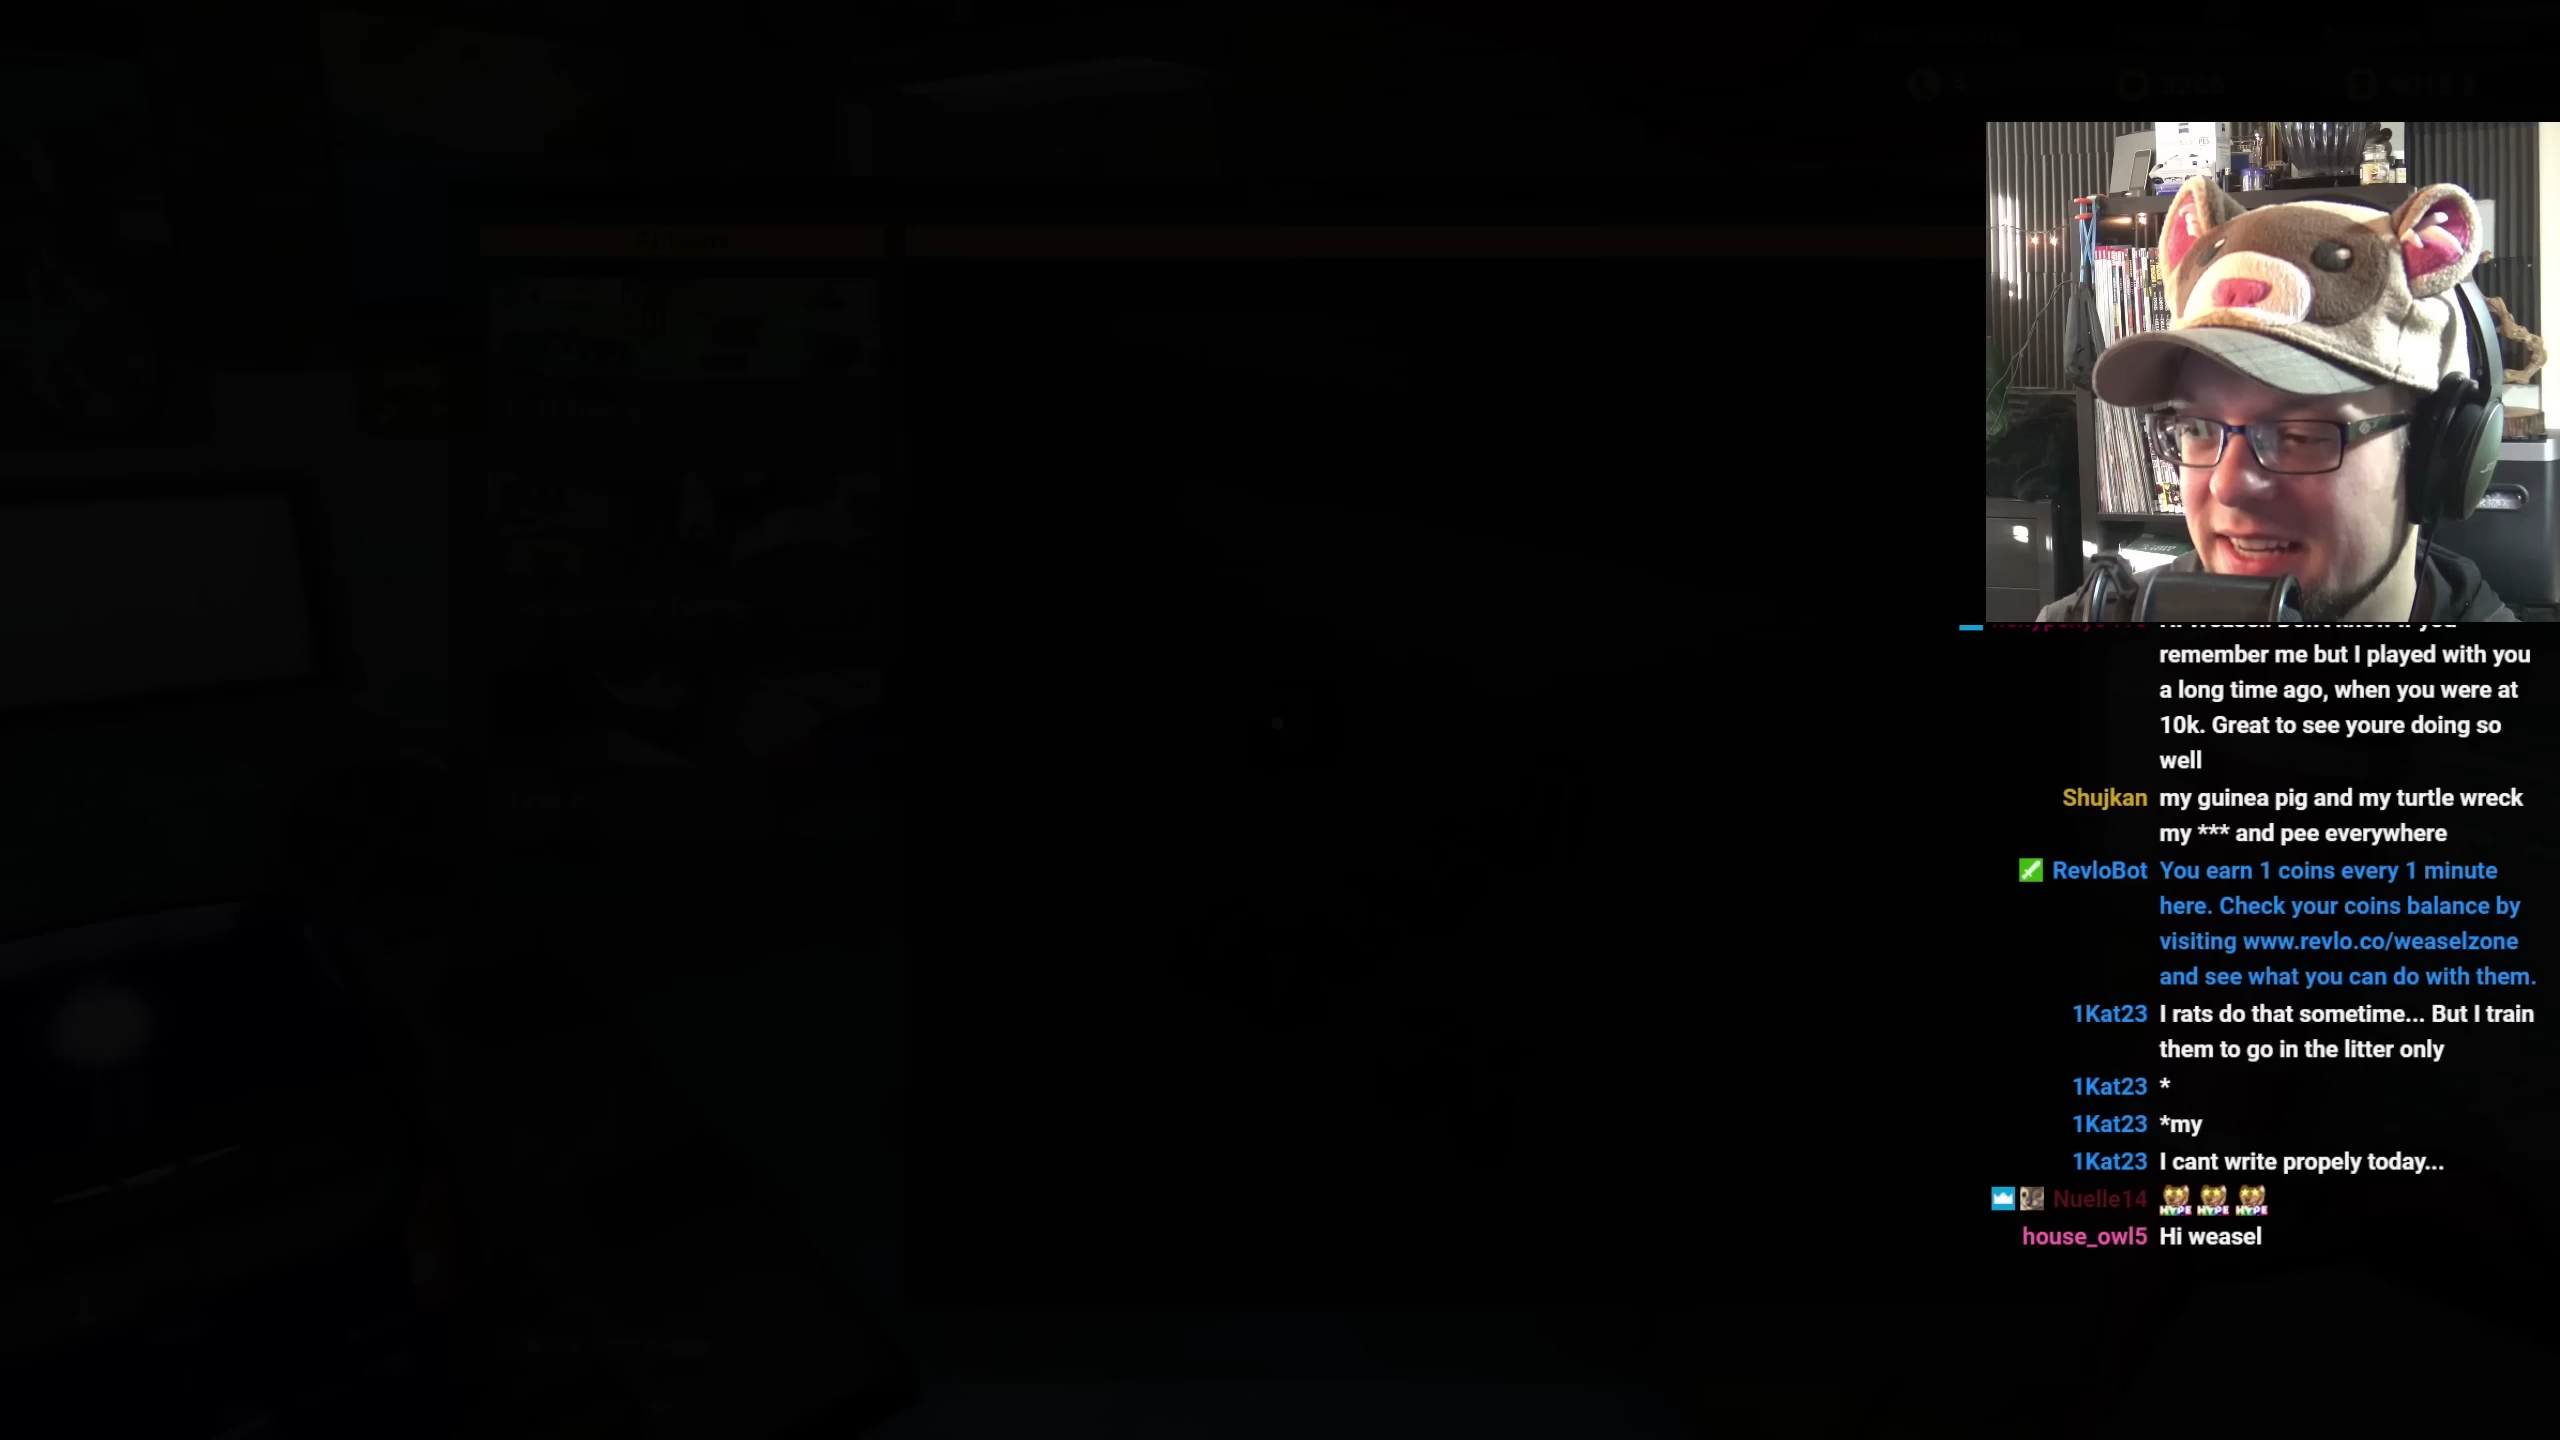 remember me but I played with you
a long time ago, when you were at
10k. Great to see youre doing so
well
Shujkan my guinea pig and my turtle wreck
my *** and pee everywhere
RevloBot You earn 1 coins every 1 minute
here. Check your coins balance by
visiting www.revlo.co/weaselzone
and see what you can do with them.
1Kat23 I rats do that sometime... But I train
them to go in the litter only
1Kat23 *
1Kat23 *my
1Kat23 I cant write propely today...
Nuelle14 HYPE HYPE HYPE
house_owl5 Hi weasel